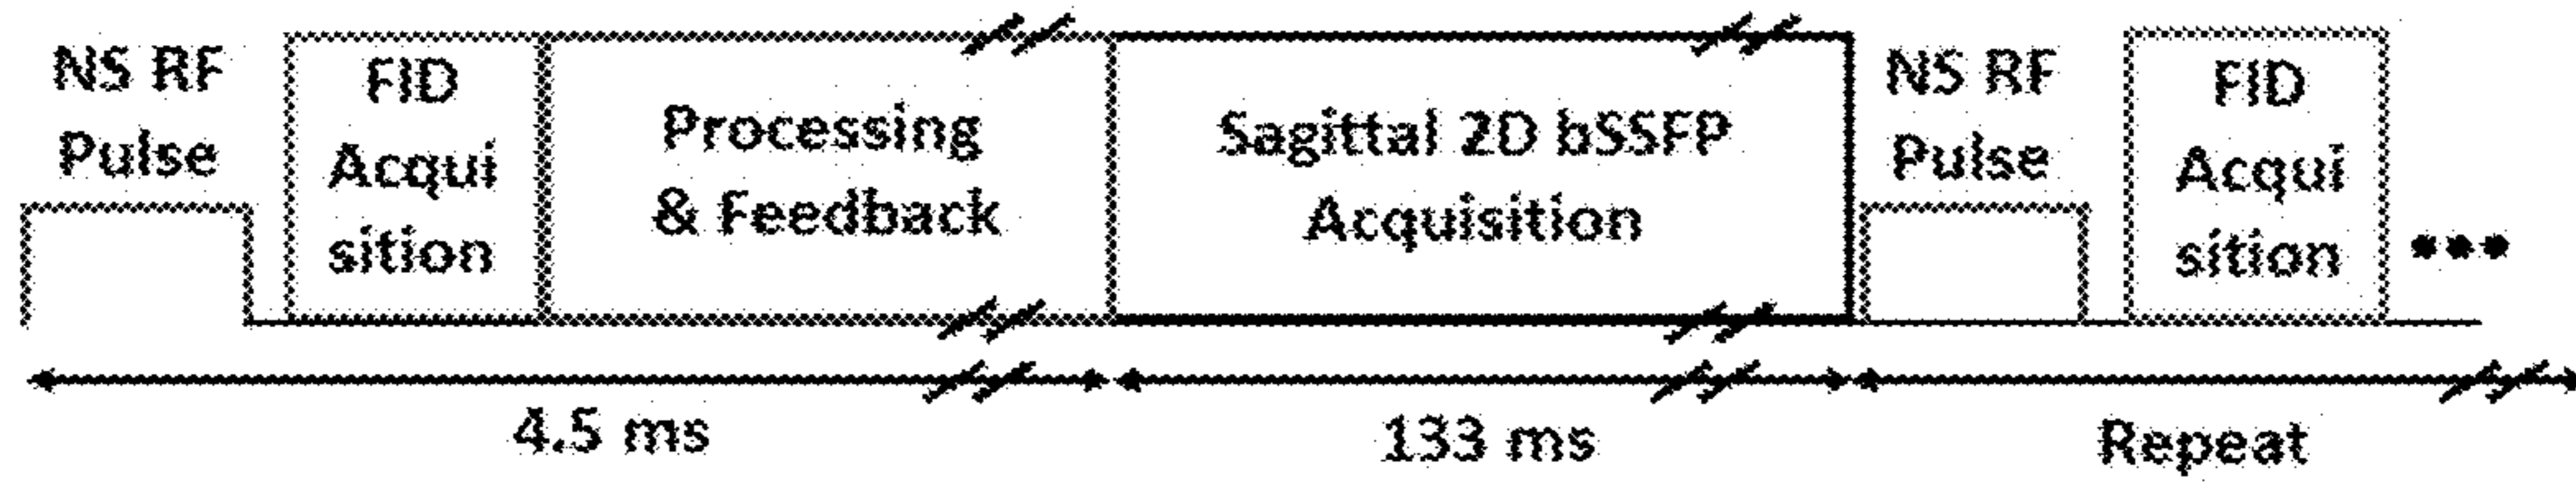 NS RF
Pulse
FID
Acqui
sition
Processing
& Feedback
Sagittal 2D bSSFP
Acquisition
NS RF
Pulse
FID
Acqui
sition
•••
4.5 ms
133 ms
Repeat